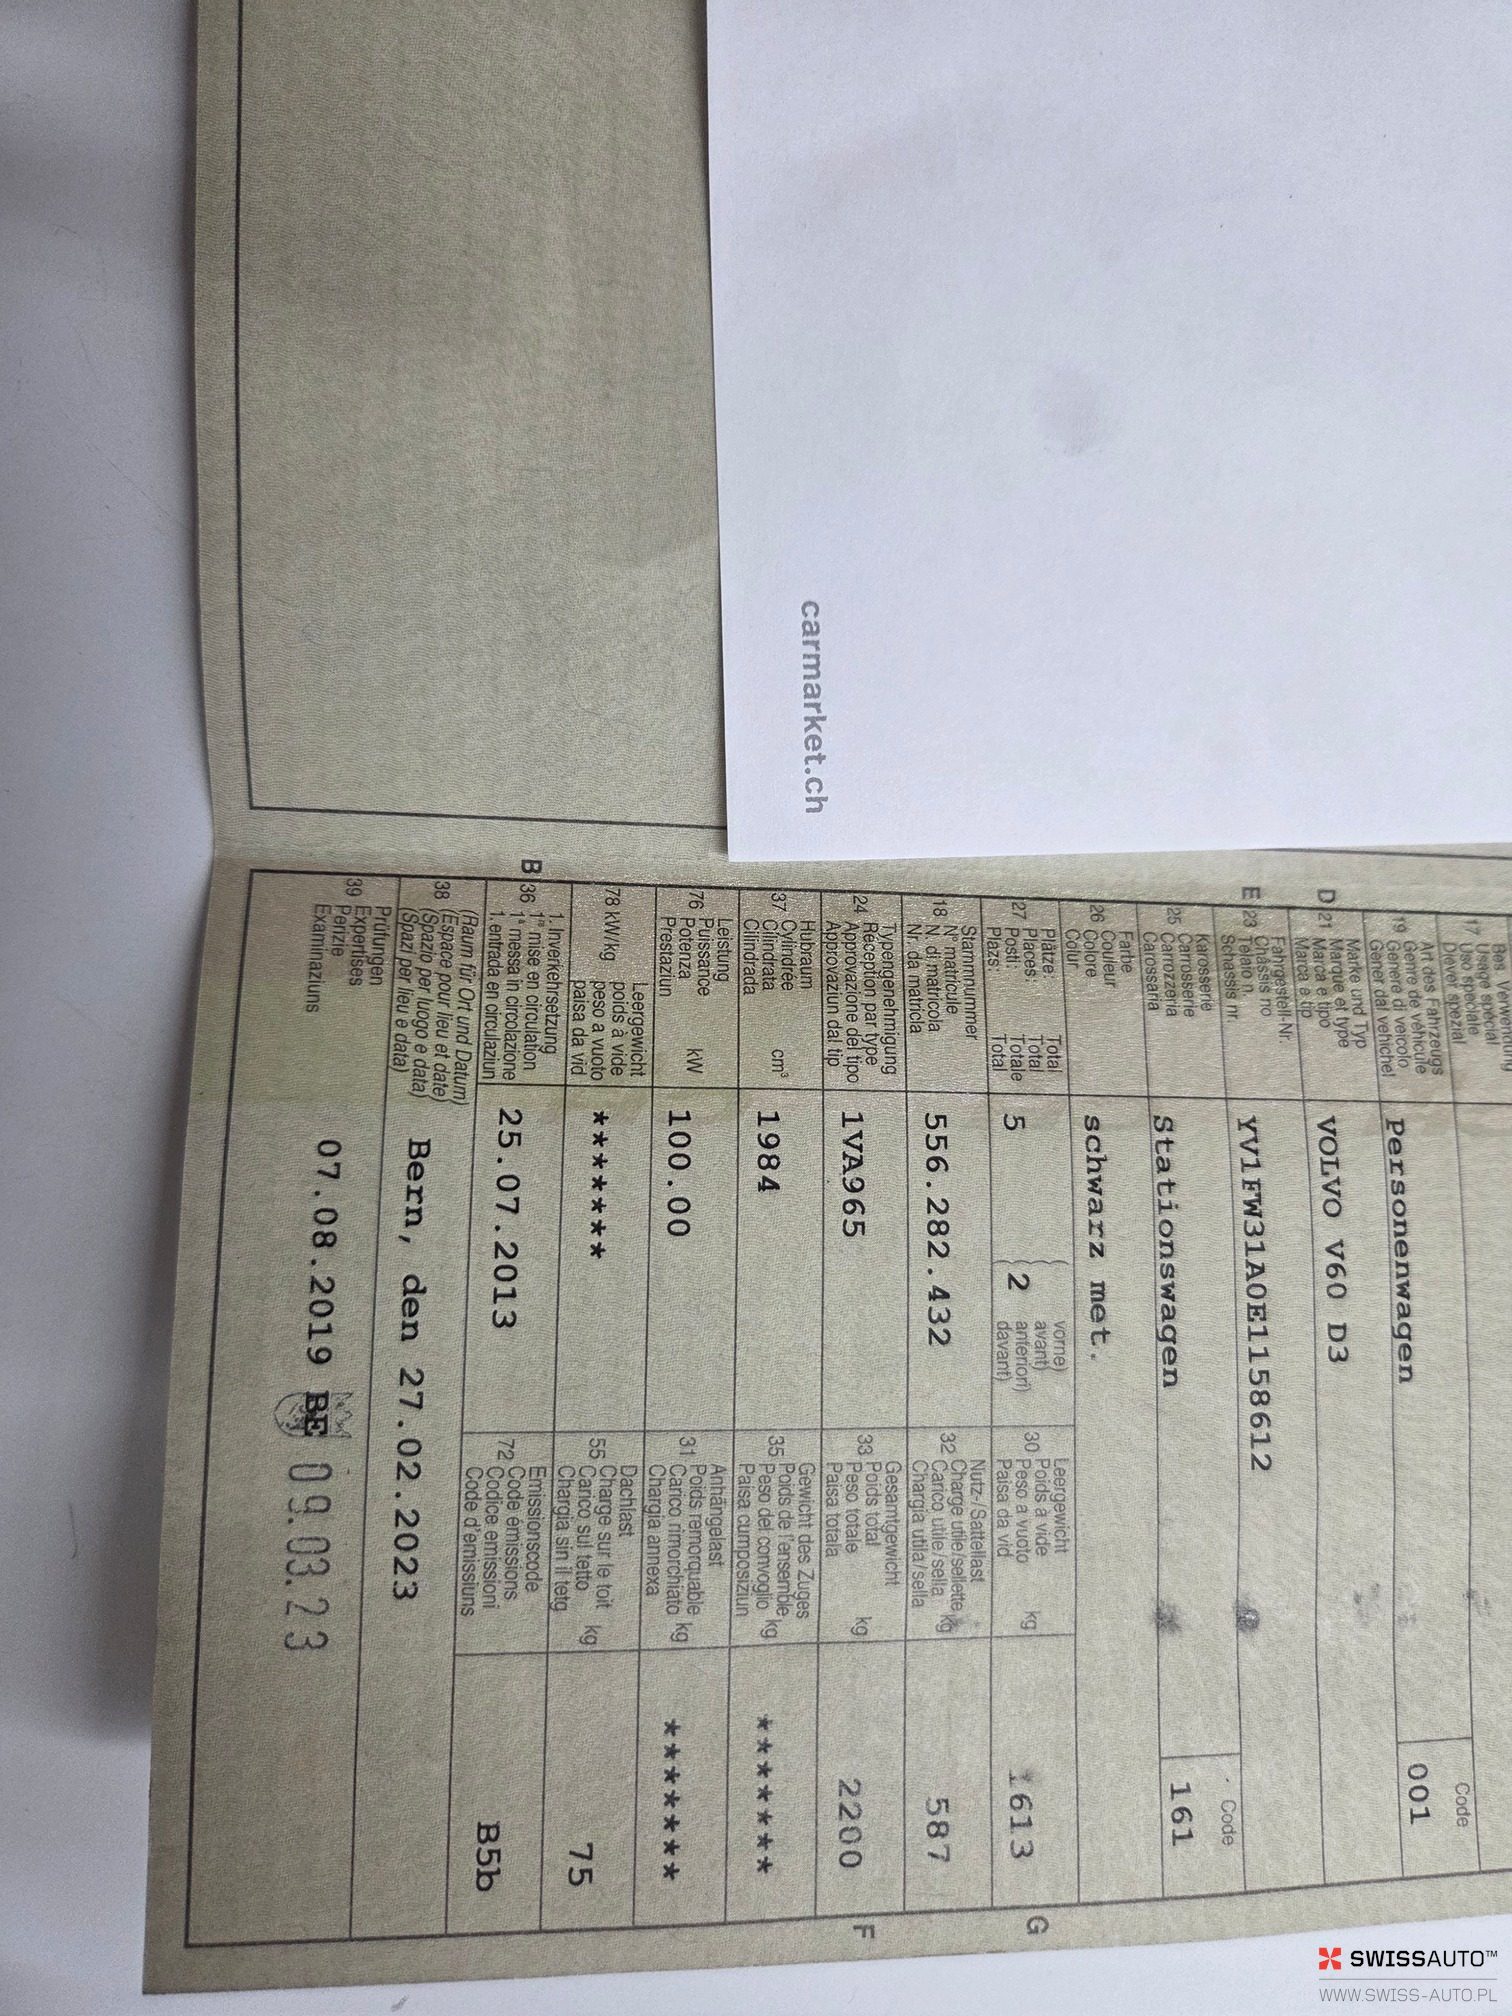 carmarket.ch
17 Usage spécial
Uso speciale
Diever spezial
Art des Fahrzeugs
19 Genre de véhicule
Genere di veicolo
Gener dal vehichel
Personenwagen
Code
001
Marke und Typ
D 21 Marque et type
Marca e tipo
Marca e tip
VOLVO V60 D3
Fahrgestell-Nr.
E 23 Châssis no
Telaio n.
Schassis nr.
YV1FW31A0E1158612
Karosserie
25 Carrosserie
Carrozzeria
Carossaria
Stationswagen
Code
161
Farbe
26 Couleur
Colore
Colur
schwarz met.
Plätze: Total
27 Places: Total
Posti: Totale
Plazs: Total
5
2
vorne)
avant)
anteriori)
davant)
Leergewicht
30 Poids à vide
Peso a vuoto kg
Paisa da vid
1613
G
Stammnummer
18 N° matricule
N. di matricola
Nr. da matricla
556.282.432
Nutz-/Sattellast
32 Charge utile/sellette
Carico utile/sella kg
Chargia utila/sella
587
Typengenehmigung
24 Réception par type
Approvazione del tipo
Approvaziun dal tip
1VA965
Gesamtgewicht
33 Poids total
Peso totale kg
Paisa totala
2200
F
Hubraum
37 Cylindrée
Cilindrata cm³
Cilindrada
1984
Gewicht des Zuges
35 Poids de l'ensemble
Peso del convoglio kg
Paisa cumposiziun
*******
Leistung
76 Puissance
Potenza kW
Prestaziun
100.00
Anhängelast
31 Poids remorquable
Carico rimorchiato kg
Chargia annexa
*******
Leergewicht
78 kW/kg poids à vide
peso a vuoto
paisa da vid
*******
Dachlast
55 Charge sur le toit
Carico sul tetto kg
Chargia sin il tetg
75
1. Inverkehrsetzung
B 36 1re mise en circulation
1a messa in circolazione
1. entrada en circulaziun
25.07.2013
Emissionscode
72 Code émissions
Codice emissioni
Code d'emissiuns
B5b
(Raum für Ort und Datum)
38 (Espace pour lieu et date)
(Spazio per luogo e data)
(Spazi per lieu e data)
Bern, den 27.02.2023
Prüfungen
39 Expertises
Perizie
Examinaziuns
07.08.2019 BE 09.03.23
SWISSAUTO™
WWW.SWISS-AUTO.PL